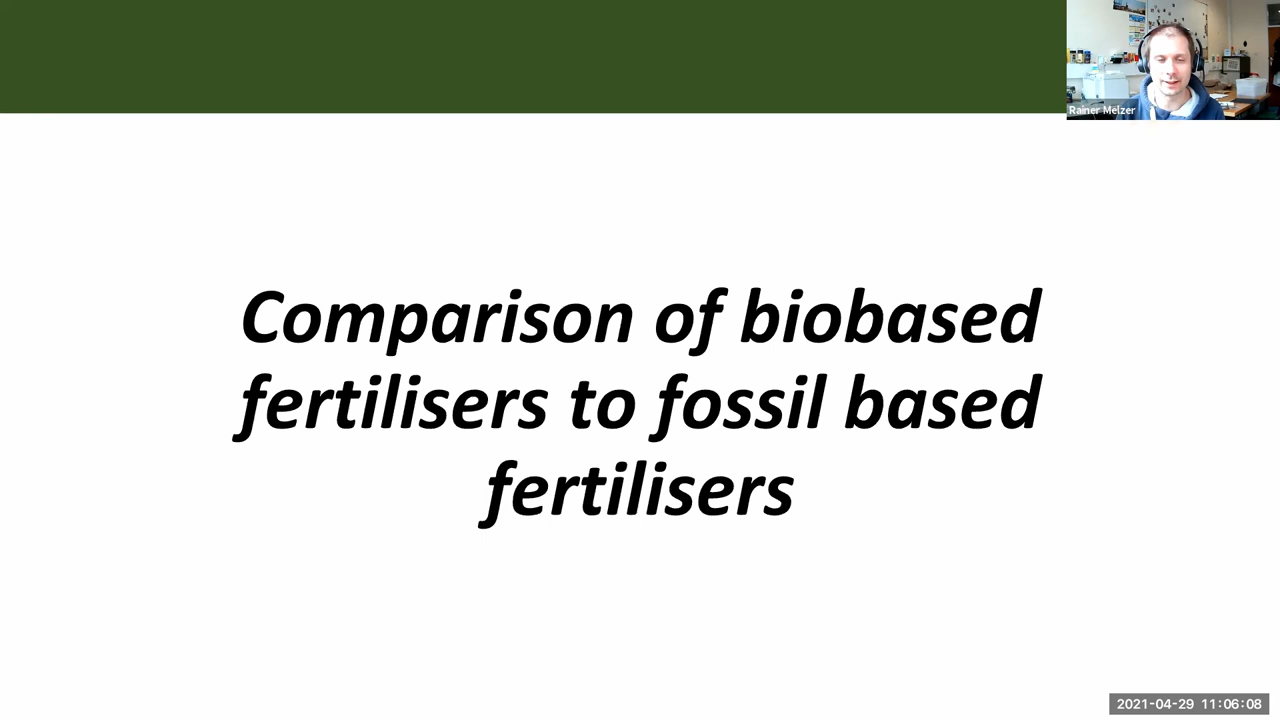 Rainer Melzer
Comparison of biobased
fertilisers to fossil based
fertilisers
2021-04-29 11:06:08